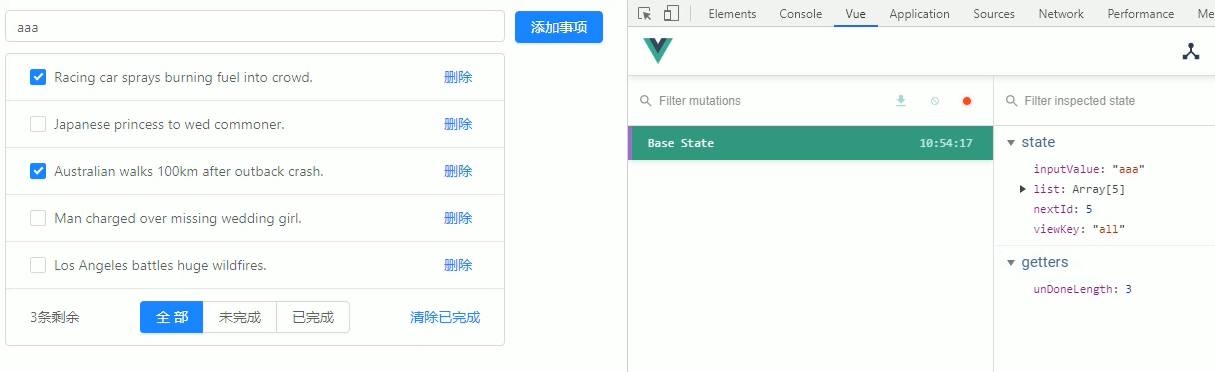 aaa
添加事项
Racing car sprays burning fuel into crowd.
删除
Japanese princess to wed commoner.
删除
Australian walks 100km after outback crash.
删除
Man charged over missing wedding girl.
删除
Los Angeles battles huge wildfires.
删除
3条剩余
全 部
未完成
已完成
清除已完成
Elements
Console
Vue
Application
Sources
Network
Performance
Me
Filter mutations
Filter inspected state
Base State
10:54:17
state
inputValue: "aaa"
list: Array[5]
nextId: 5
viewKey: "all"
getters
unDoneLength: 3